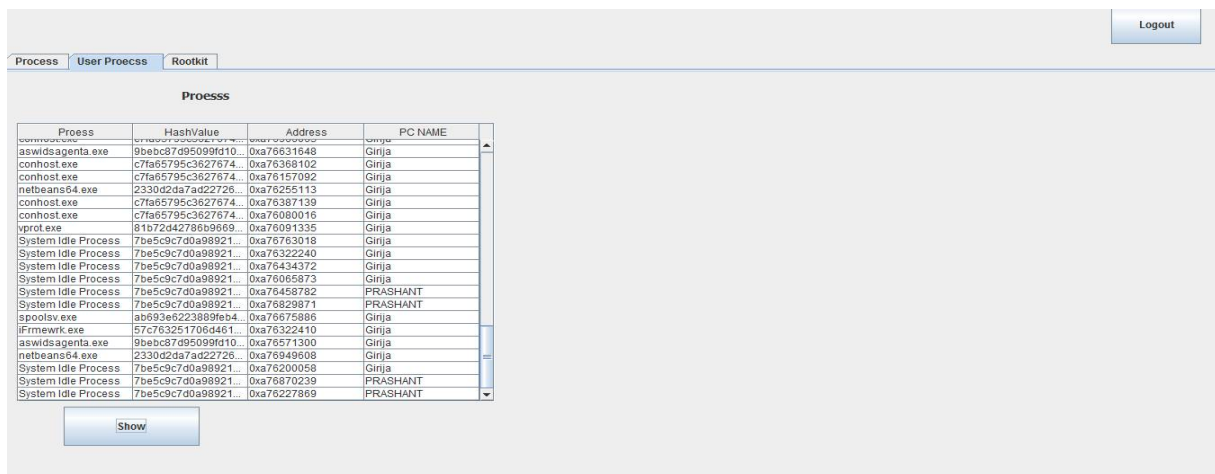 Logout
Process User Proecss Rootkit
Proesss
Proess HashValue Address PC NAME
aswidsagenta.exe 9bebc87d95099fd10... 0xa76631648 Girija
conhost.exe c7fa65795c3627674... 0xa76368102 Girija
conhost.exe c7fa65795c3627674... 0xa76157092 Girija
netbeans64.exe 2330d2da7ad22726... 0xa76255113 Girija
conhost.exe c7fa65795c3627674... 0xa76387139 Girija
conhost.exe c7fa65795c3627674... 0xa76080016 Girija
vprot.exe 81b72d42786b9669... 0xa76091335 Girija
System Idle Process 7be5c9c7d0a98921... 0xa76763018 Girija
System Idle Process 7be5c9c7d0a98921... 0xa76322240 Girija
System Idle Process 7be5c9c7d0a98921... 0xa76434372 Girija
System Idle Process 7be5c9c7d0a98921... 0xa76065873 Girija
System Idle Process 7be5c9c7d0a98921... 0xa76458782 PRASHANT
System Idle Process 7be5c9c7d0a98921... 0xa76829871 PRASHANT
spoolsv.exe ab693e6223889feb4... 0xa76675886 Girija
iFrmewrk.exe 57c763251706d461... 0xa76322410 Girija
aswidsagenta.exe 9bebc87d95099fd10... 0xa76571300 Girija
netbeans64.exe 2330d2da7ad22726... 0xa76949608 Girija
System Idle Process 7be5c9c7d0a98921... 0xa76200058 Girija
System Idle Process 7be5c9c7d0a98921... 0xa76870239 PRASHANT
System Idle Process 7be5c9c7d0a98921... 0xa76227869 PRASHANT
Show